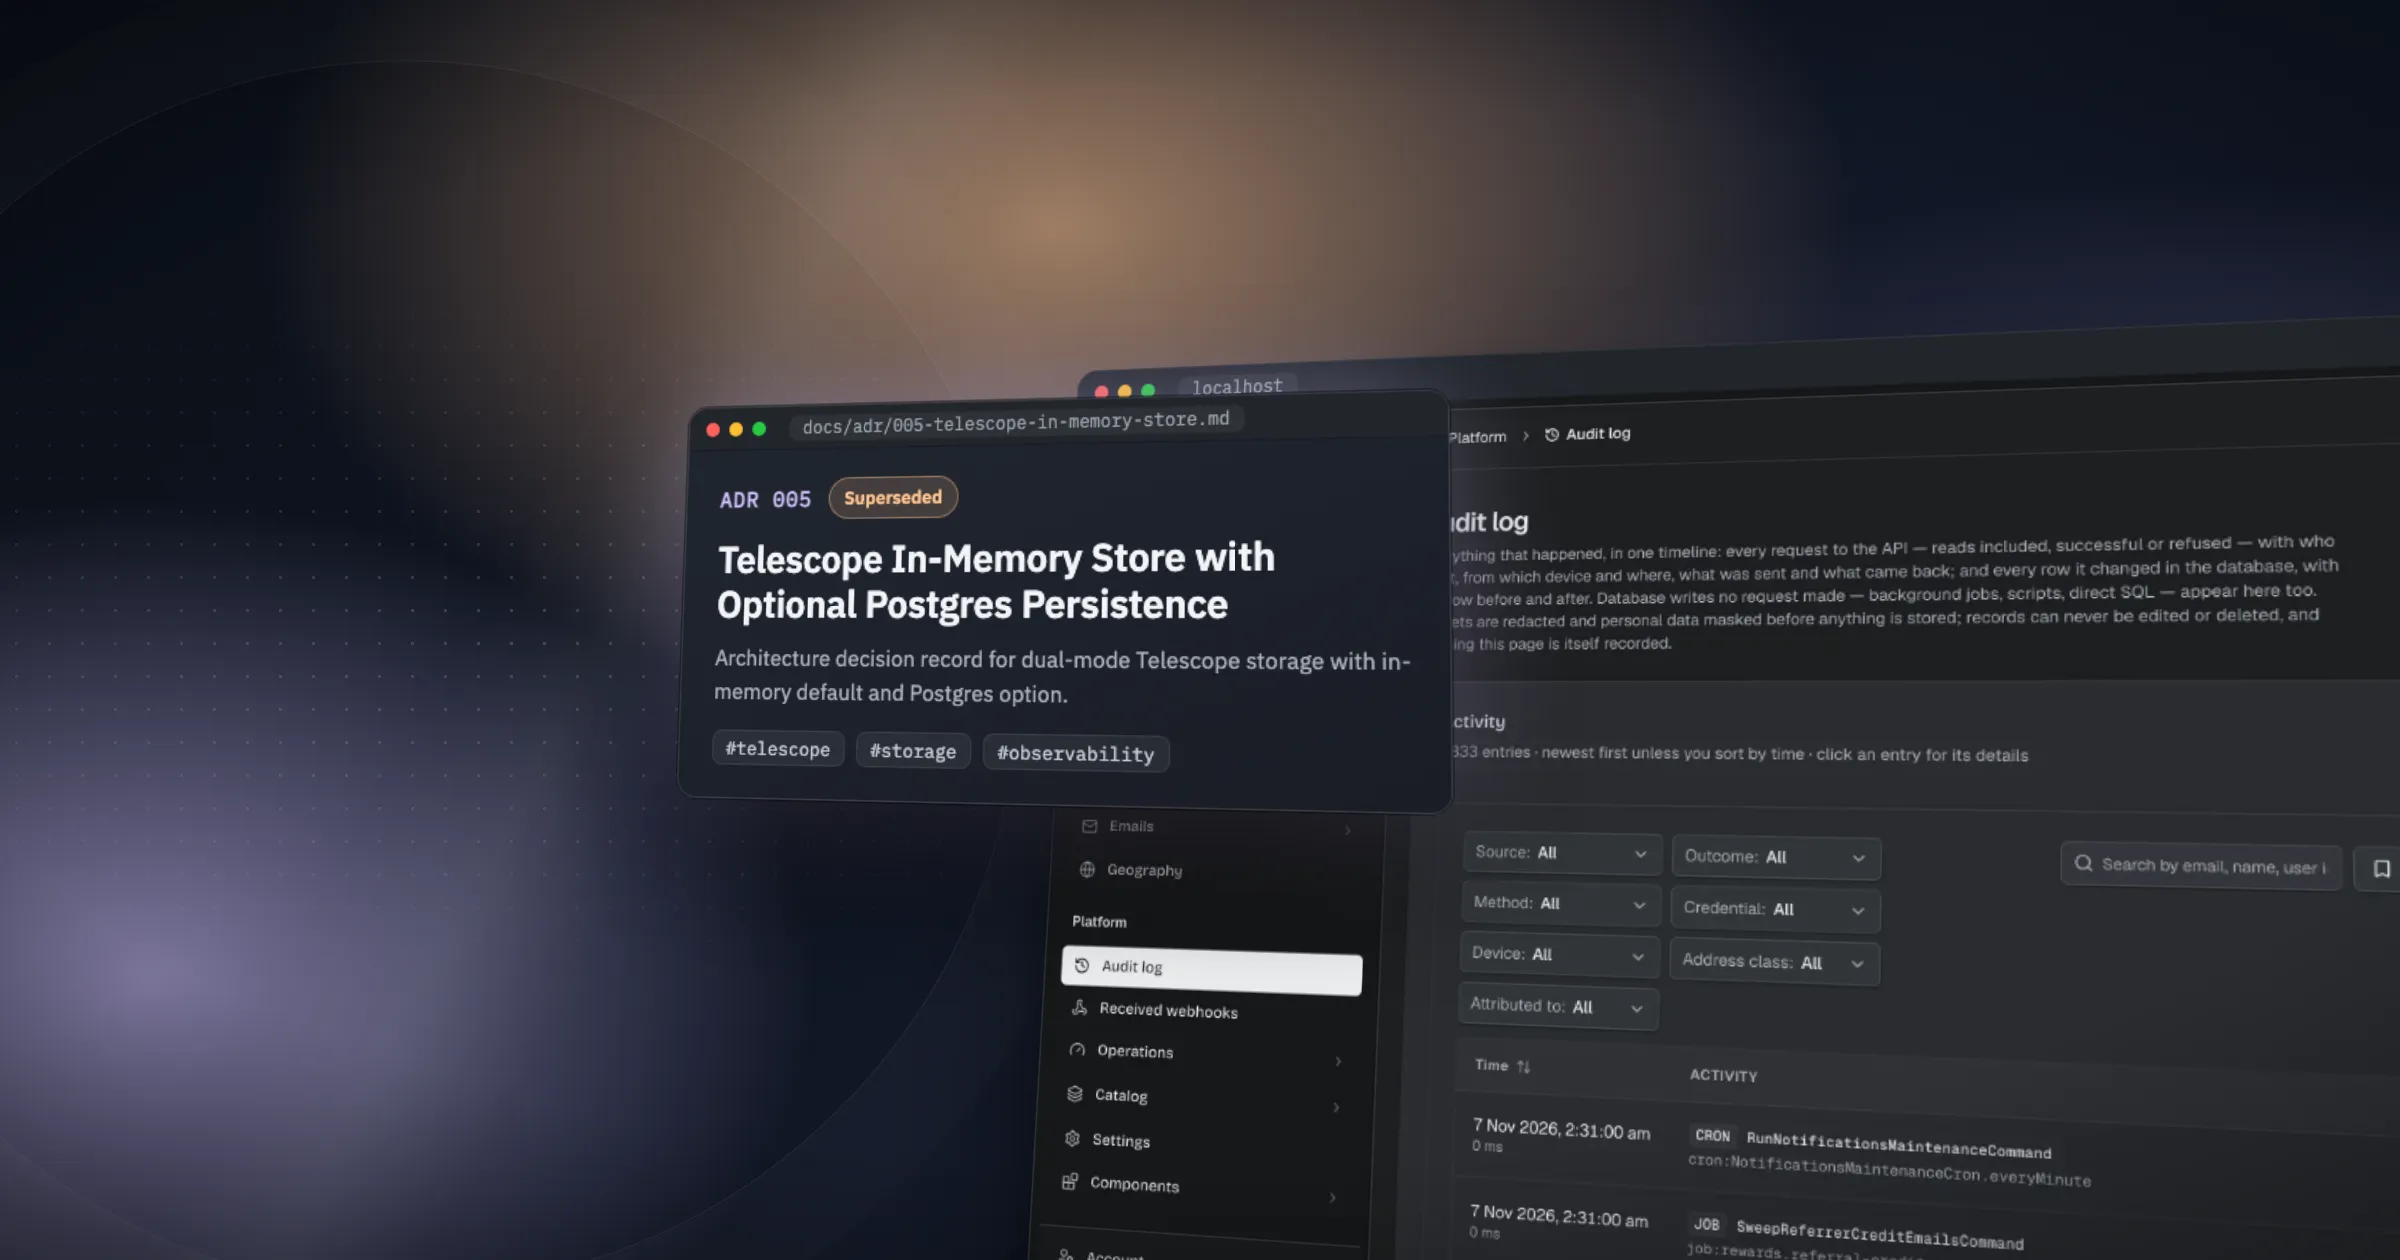 localhost
docs/adr/005-telescope-in-memory-store.md
ADR 005
Superseded
Telescope In-Memory Store with
Optional Postgres Persistence
Architecture decision record for dual-mode Telescope storage with in-
memory default and Postgres option.
#telescope
#storage
#observability
Platform
Audit log
dit log
ything that happened, in one timeline: every request to the API — reads included, successful or refused — with who
from which device and where, what was sent and what came back; and every row it changed in the database, with
ow before and after. Database writes no request made — background jobs, scripts, direct SQL — appear here too.
ets are redacted and personal data masked before anything is stored; records can never be edited or deleted, and
ing this page is itself recorded.
ctivity
333 entries · newest first unless you sort by time · click an entry for its details
Emails
Geography
Platform
Audit log
Received webhooks
Operations
Catalog
Settings
Components
Source: All
Outcome: All
Method: All
Credential: All
Device: All
Address class: All
Attributed to: All
Search by email, name, user i
Time
ACTIVITY
7 Nov 2026, 2:31:00 am
0 ms
CRON RunNotificationsMaintenanceCommand
cron:NotificationsMaintenanceCron.everyMinute
7 Nov 2026, 2:31:00 am
0 ms
JOB SweepReferrerCreditEmailsCommand